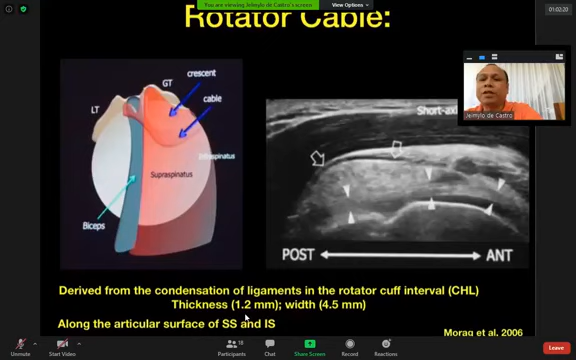 01:02:20
You are viewing Jeimylo de Castro's screen
View Options
Rotator Cable:
crescent
GT
cable
LT
Infraspinatus
Supraspinatus
Biceps
Short-ax
POST
ANT
Jeimylo de Castro
Derived from the condensation of ligaments in the rotator cuff interval (CHL)
Thickness (1.2 mm); width (4.5 mm)
Along the articular surface of SS and IS
Morag et al. 2006
Unmute
Start Video
18
Participants
Chat
Share Screen
Record
Reactions
Leave